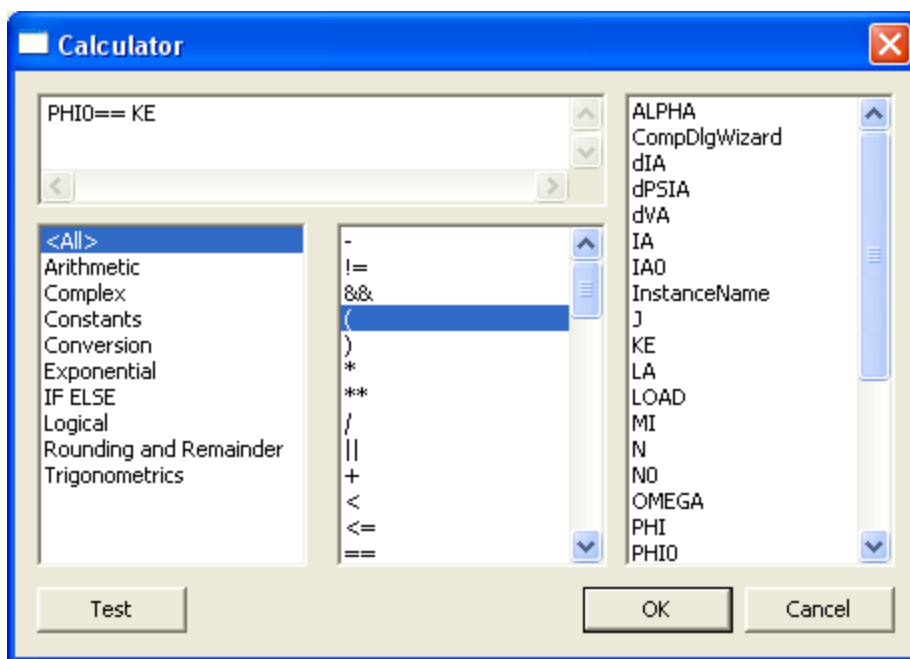 Calculator
PHI0== KE
<All>
Arithmetic
Complex
Constants
Conversion
Exponential
IF ELSE
Logical
Rounding and Remainder
Trigonometrics
-
!=
&&
(
)
*
**
/
||
+
<
<=
==
ALPHA
CompDlgWizard
dIA
dPSIA
dVA
IA
IA0
InstanceName
J
KE
LA
LOAD
MI
N
N0
OMEGA
PHI
PHI0
Test
OK
Cancel